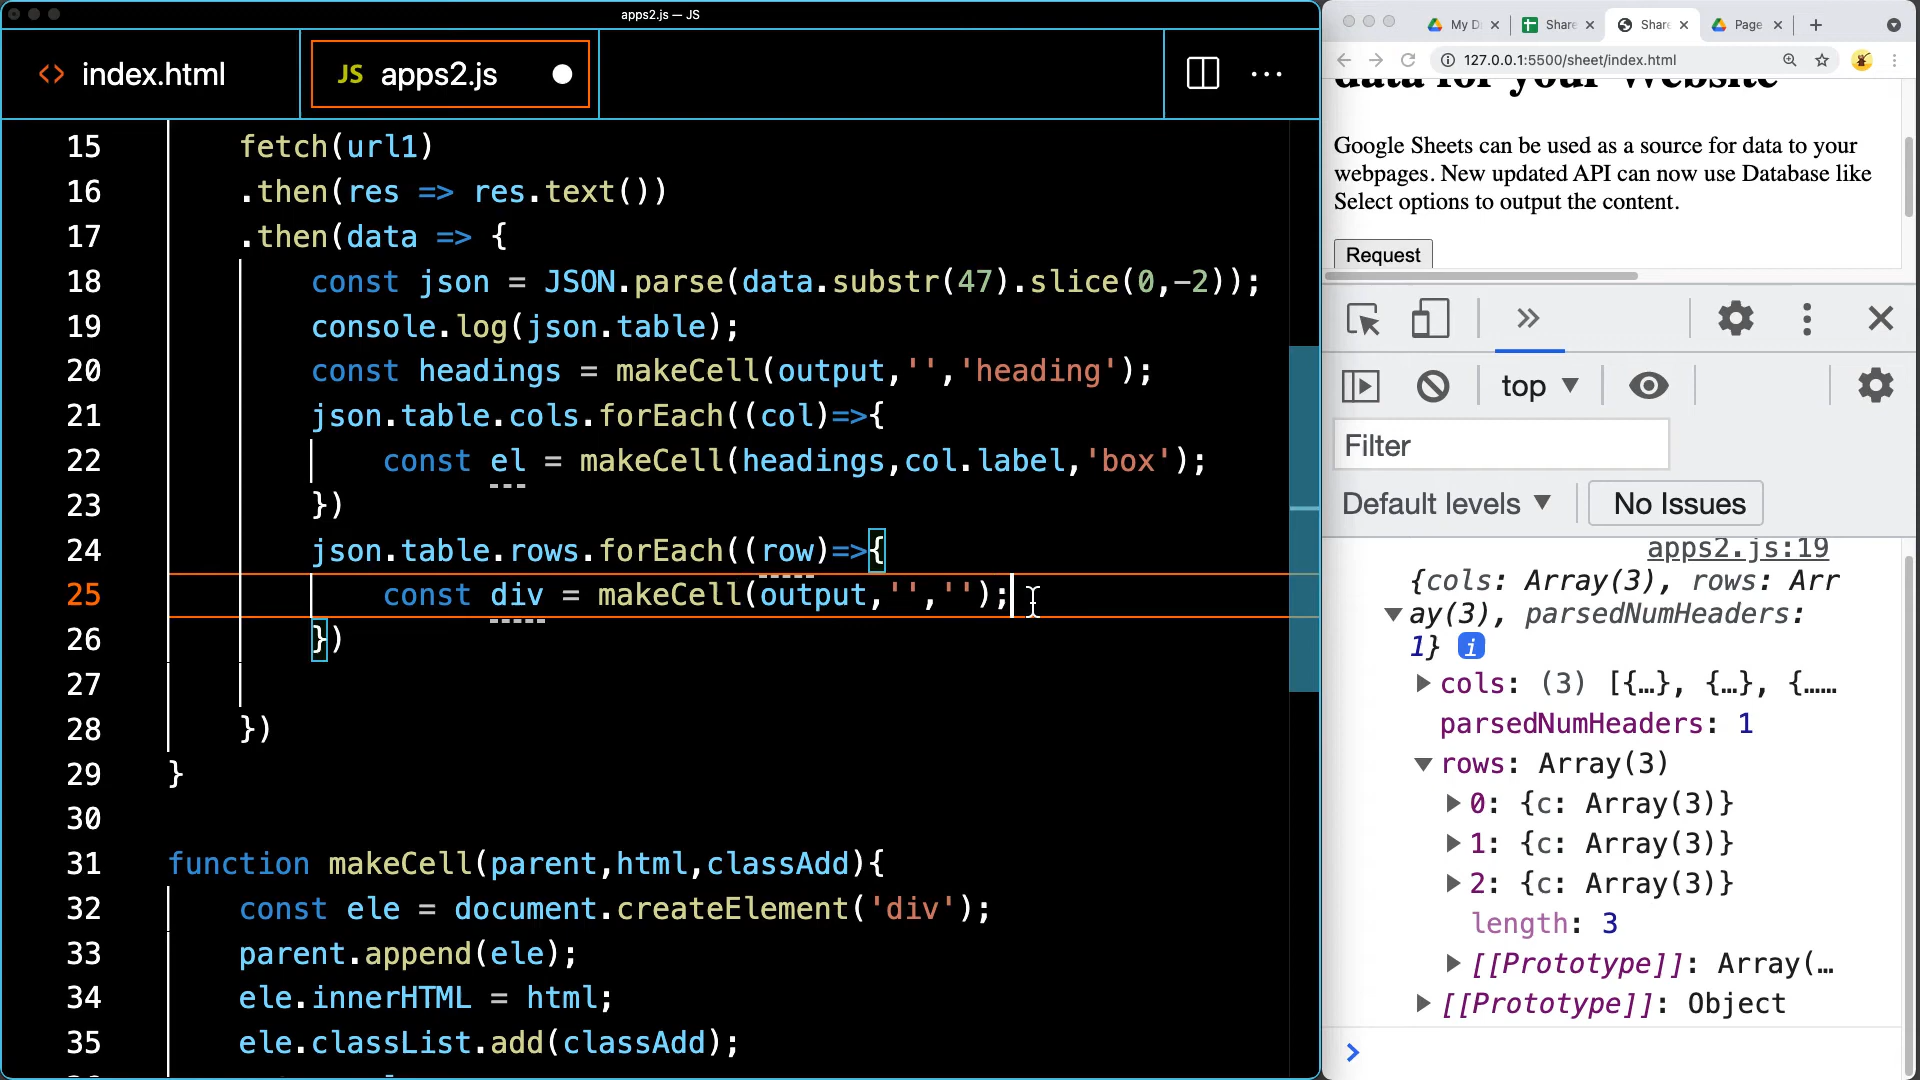 apps2.js — JS
<> index.html
JS apps2.js
15 fetch(url1)
16 .then(res => res.text())
17 .then(data => {
18 const json = JSON.parse(data.substr(47).slice(0,-2));
19 console.log(json.table);
20 const headings = makeCell(output,'','heading');
21 json.table.cols.forEach((col)=>{
22 const el = makeCell(headings,col.label,'box');
23 })
24 json.table.rows.forEach((row)=>{
25 const div = makeCell(output,'','');
26 })
27
28 })
29 }
30
31 function makeCell(parent,html,classAdd){
32 const ele = document.createElement('div');
33 parent.append(ele);
34 ele.innerHTML = html;
35 ele.classList.add(classAdd);
My D
Share
Share
Page
127.0.0.1:5500/sheet/index.html
data for your Website
Google Sheets can be used as a source for data to your
webpages. New updated API can now use Database like
Select options to output the content.
Request
top
Filter
Default levels
No Issues
apps2.js:19
{cols: Array(3), rows: Arr
ay(3), parsedNumHeaders:
1} i
cols: (3) [{…}, {…}, {……
parsedNumHeaders: 1
rows: Array(3)
0: {c: Array(3)}
1: {c: Array(3)}
2: {c: Array(3)}
length: 3
[[Prototype]]: Array(…
[[Prototype]]: Object